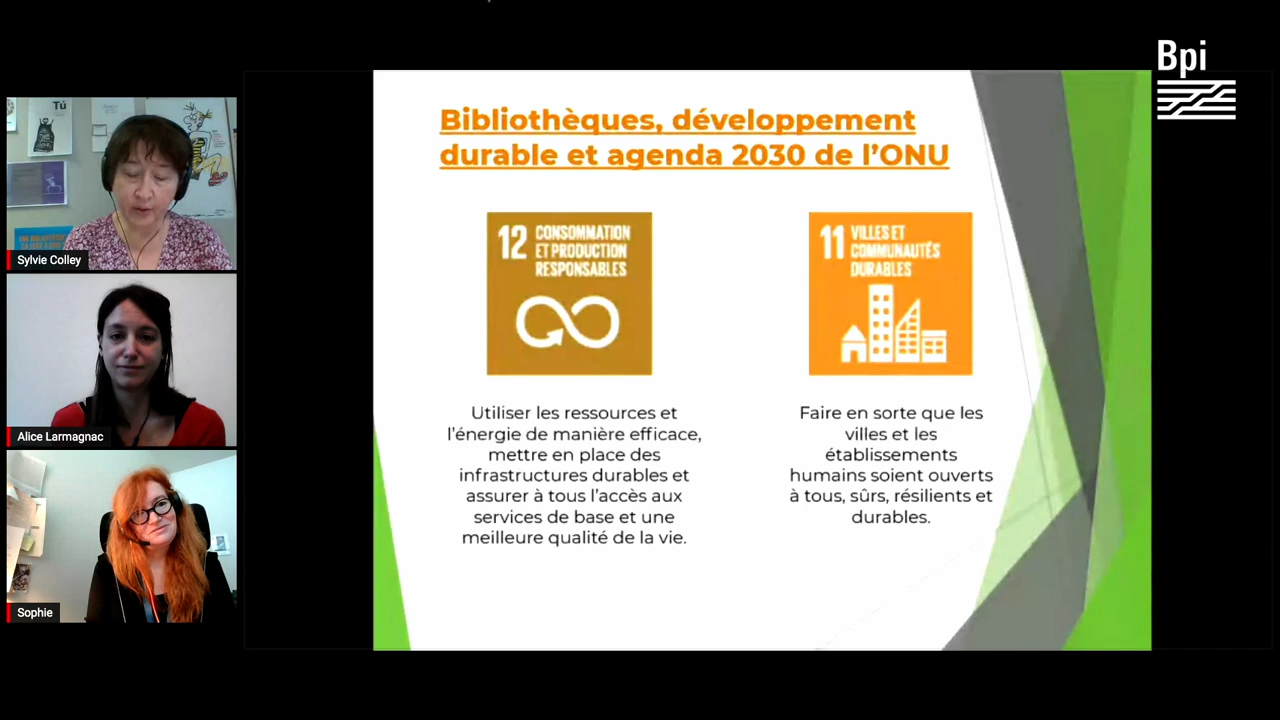 Bpi
Tú
Sylvie Colley
Alice Larmagnac
Sophie
Bibliothèques, développement
durable et agenda 2030 de l'ONU
12 CONSOMMATION
ET PRODUCTION
RESPONSABLES
Utiliser les ressources et
l'énergie de manière efficace,
mettre en place des
infrastructures durables et
assurer à tous l'accès aux
services de base et une
meilleure qualité de la vie.
11 VILLES ET
COMMUNAUTÉS
DURABLES
Faire en sorte que les
villes et les
établissements
humains soient ouverts
à tous, sûrs, résilients et
durables.